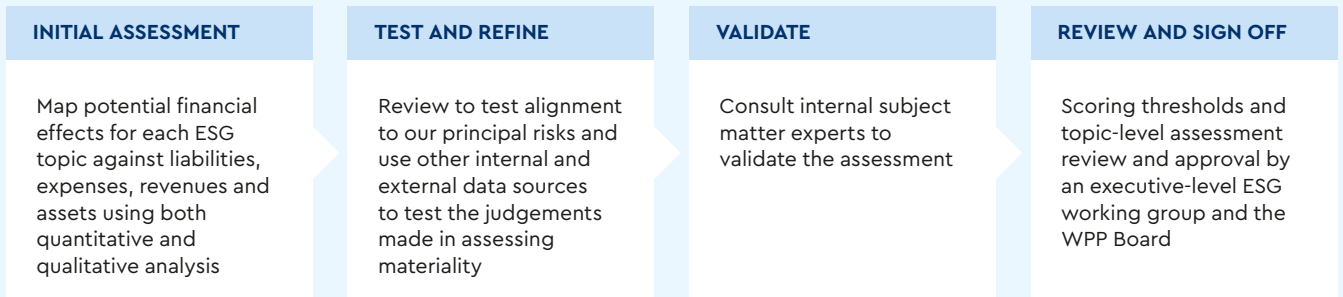 INITIAL ASSESSMENT
Map potential financial
effects for each ESG
topic against liabilities,
expenses, revenues and
assets using both
quantitative and
qualitative analysis
TEST AND REFINE
Review to test alignment
to our principal risks and
use other internal and
external data sources
to test the judgements
made in assessing
materiality
VALIDATE
Consult internal subject
matter experts to
validate the assessment
REVIEW AND SIGN OFF
Scoring thresholds and
topic-level assessment
review and approval by
an executive-level ESG
working group and the
WPP Board